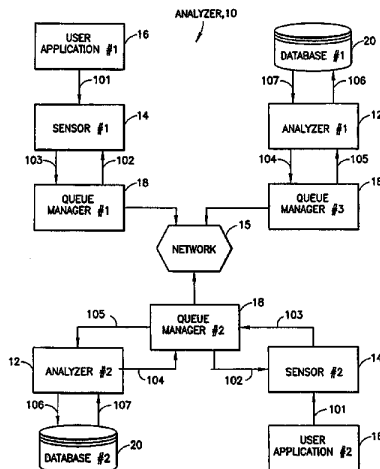 ANALYZER, 10
16
USER
APPLICATION #1
101
14
SENSOR #1
103
102
18
QUEUE
MANAGER #1
20
DATABASE #1
107
106
12
ANALYZER
#1
104
105
18
QUEUE
MANAGER #3
15
NETWORK
18
QUEUE
MANAGER
#2
105
103
12
ANALYZER
#2
104
102
14
SENSOR #2
106
107
101
DATABASE #2
20
USER
APPLICATION #2
16